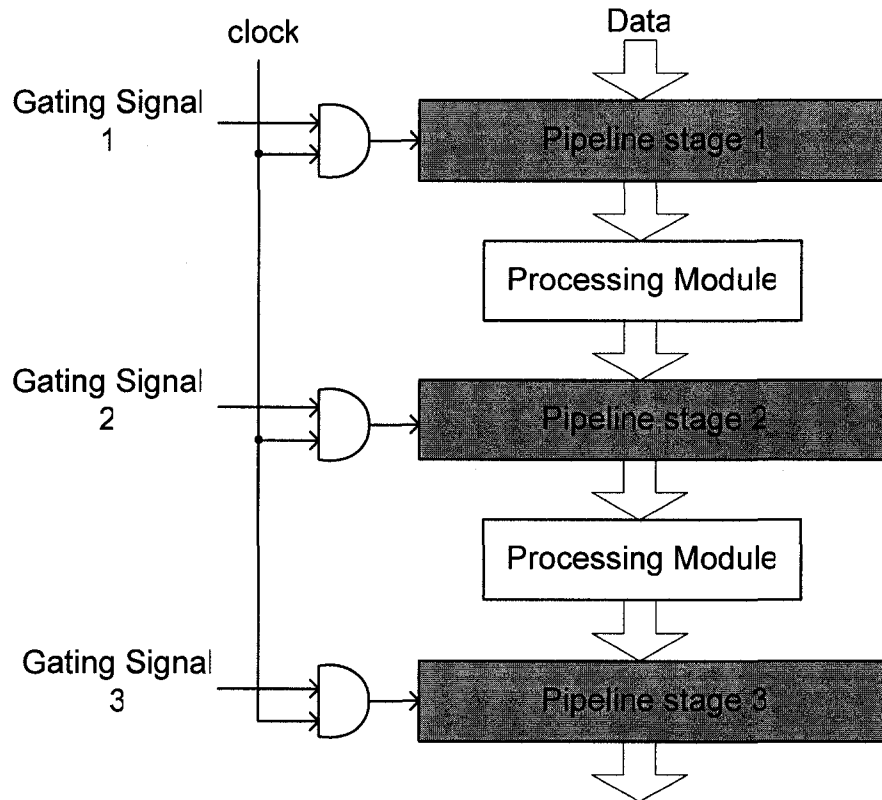 Data
clock
Gating Signal
1
Pipeline stage 1
Processing Module
Gating Signal
2
Pipeline stage 2
Processing Module
Gating Signal
3
Pipeline stage 3